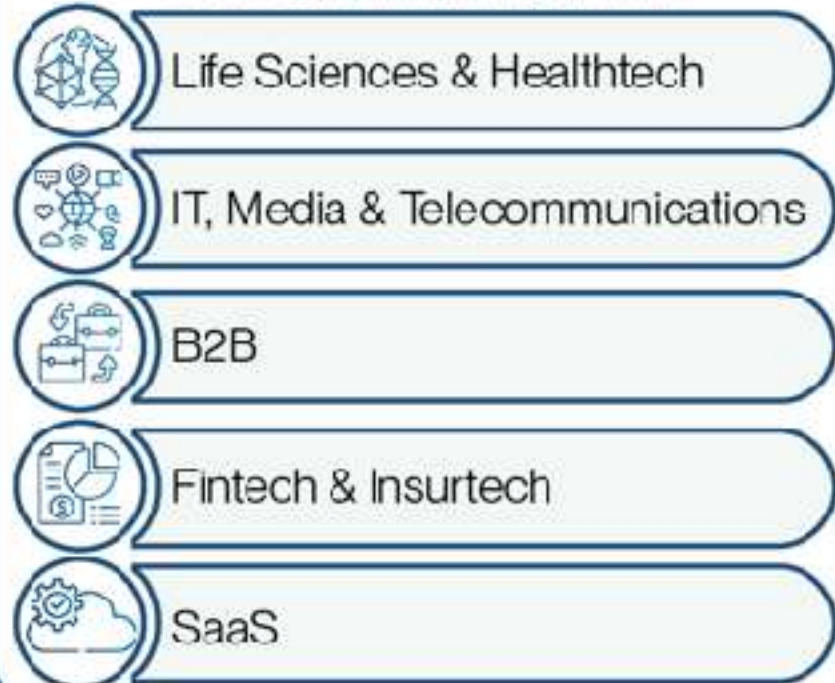 Life Sciences & Healthtech
IT, Media & Telecommunications
B2B
Fintech & Insurtech
SaaS